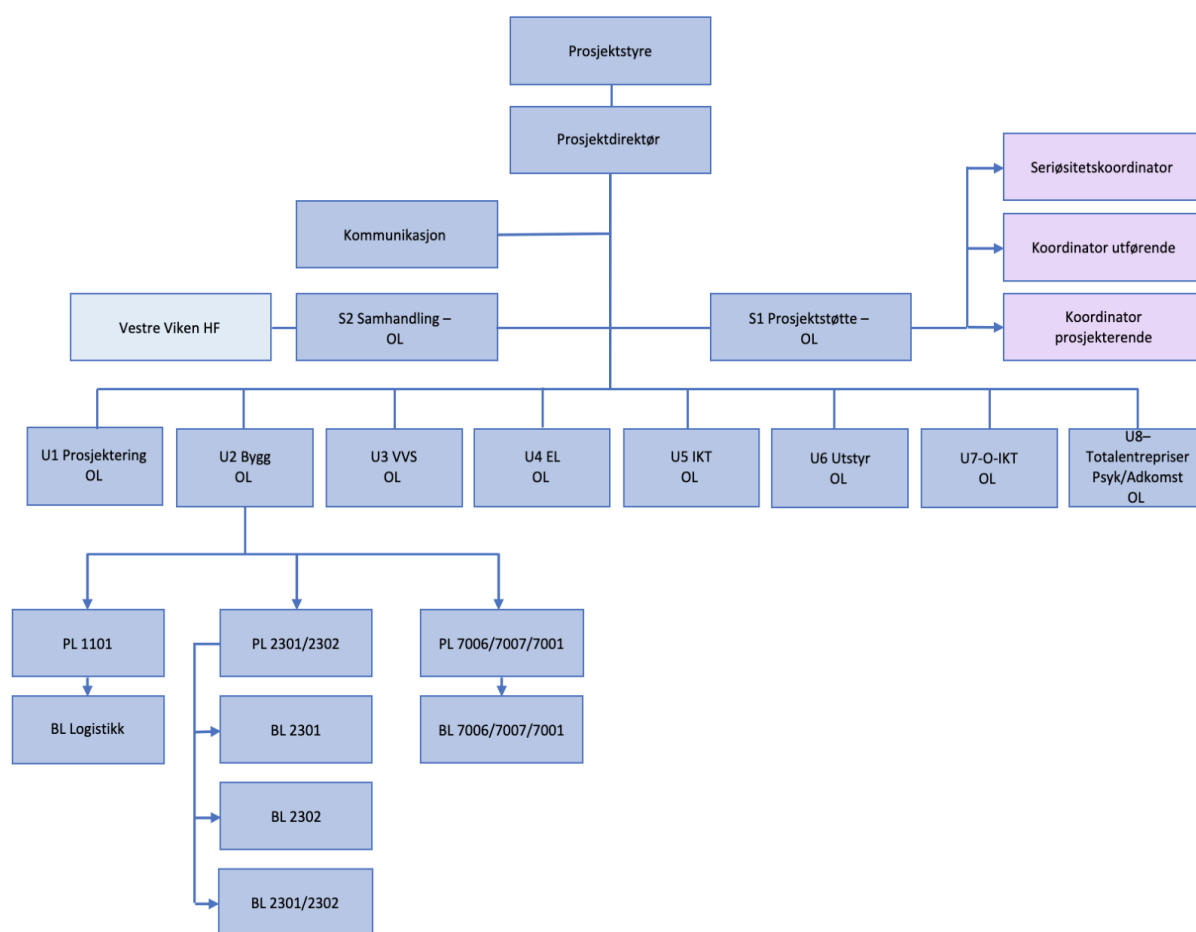 Prosjektstyre
Prosjektdirektør
Seriøsitetskoordinator
Kommunikasjon
Koordinator utførende
Vestre Viken HF
S2 Samhandling –
OL
S1 Prosjektstøtte –
OL
Koordinator
prosjekterende
U1 Prosjektering
OL
U2 Bygg
OL
U3 VVS
OL
U4 EL
OL
U5 IKT
OL
U6 Utstyr
OL
U7-O-IKT
OL
U8–
Totalentrepriser
Psyk/Adkomst
OL
PL 1101
PL 2301/2302
PL 7006/7007/7001
BL Logistikk
BL 2301
BL 7006/7007/7001
BL 2302
BL 2301/2302